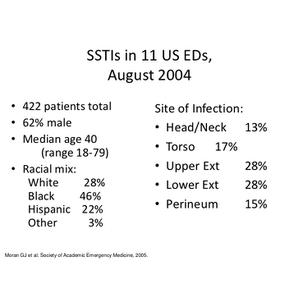 SSTIs in 11 US EDs,
August 2004
• 422 patients total
• 62% male
• Median age 40
(range 18-79)
• Racial mix:
White 28%
Black 46%
Hispanic 22%
Other 3%
Site of Infection:
• Head/Neck 13%
• Torso 17%
• Upper Ext 28%
• Lower Ext 28%
• Perineum 15%
Moran GJ et al: Society of Academic Emergency Medicine, 2005.